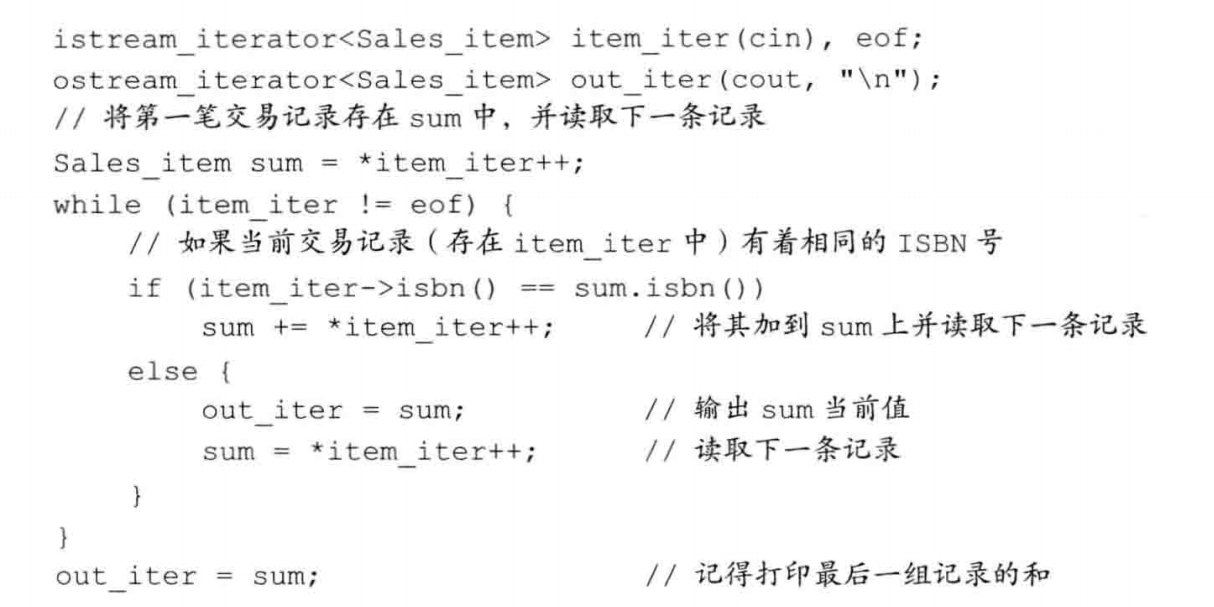 istream_iterator<Sales_item> item_iter(cin), eof;
ostream_iterator<Sales_item> out_iter(cout, "\n");
// 将第一笔交易记录存在 sum 中，并读取下一条记录
Sales_item sum = *item_iter++;
while (item_iter != eof) {
    // 如果当前交易记录（存在 item_iter 中）有着相同的 ISBN 号
    if (item_iter->isbn() == sum.isbn())
        sum += *item_iter++;     // 将其加到 sum 上并读取下一条记录
    else {
        out_iter = sum;          // 输出 sum 当前值
        sum = *item_iter++;      // 读取下一条记录
    }
}
out_iter = sum;                  // 记得打印最后一组记录的和